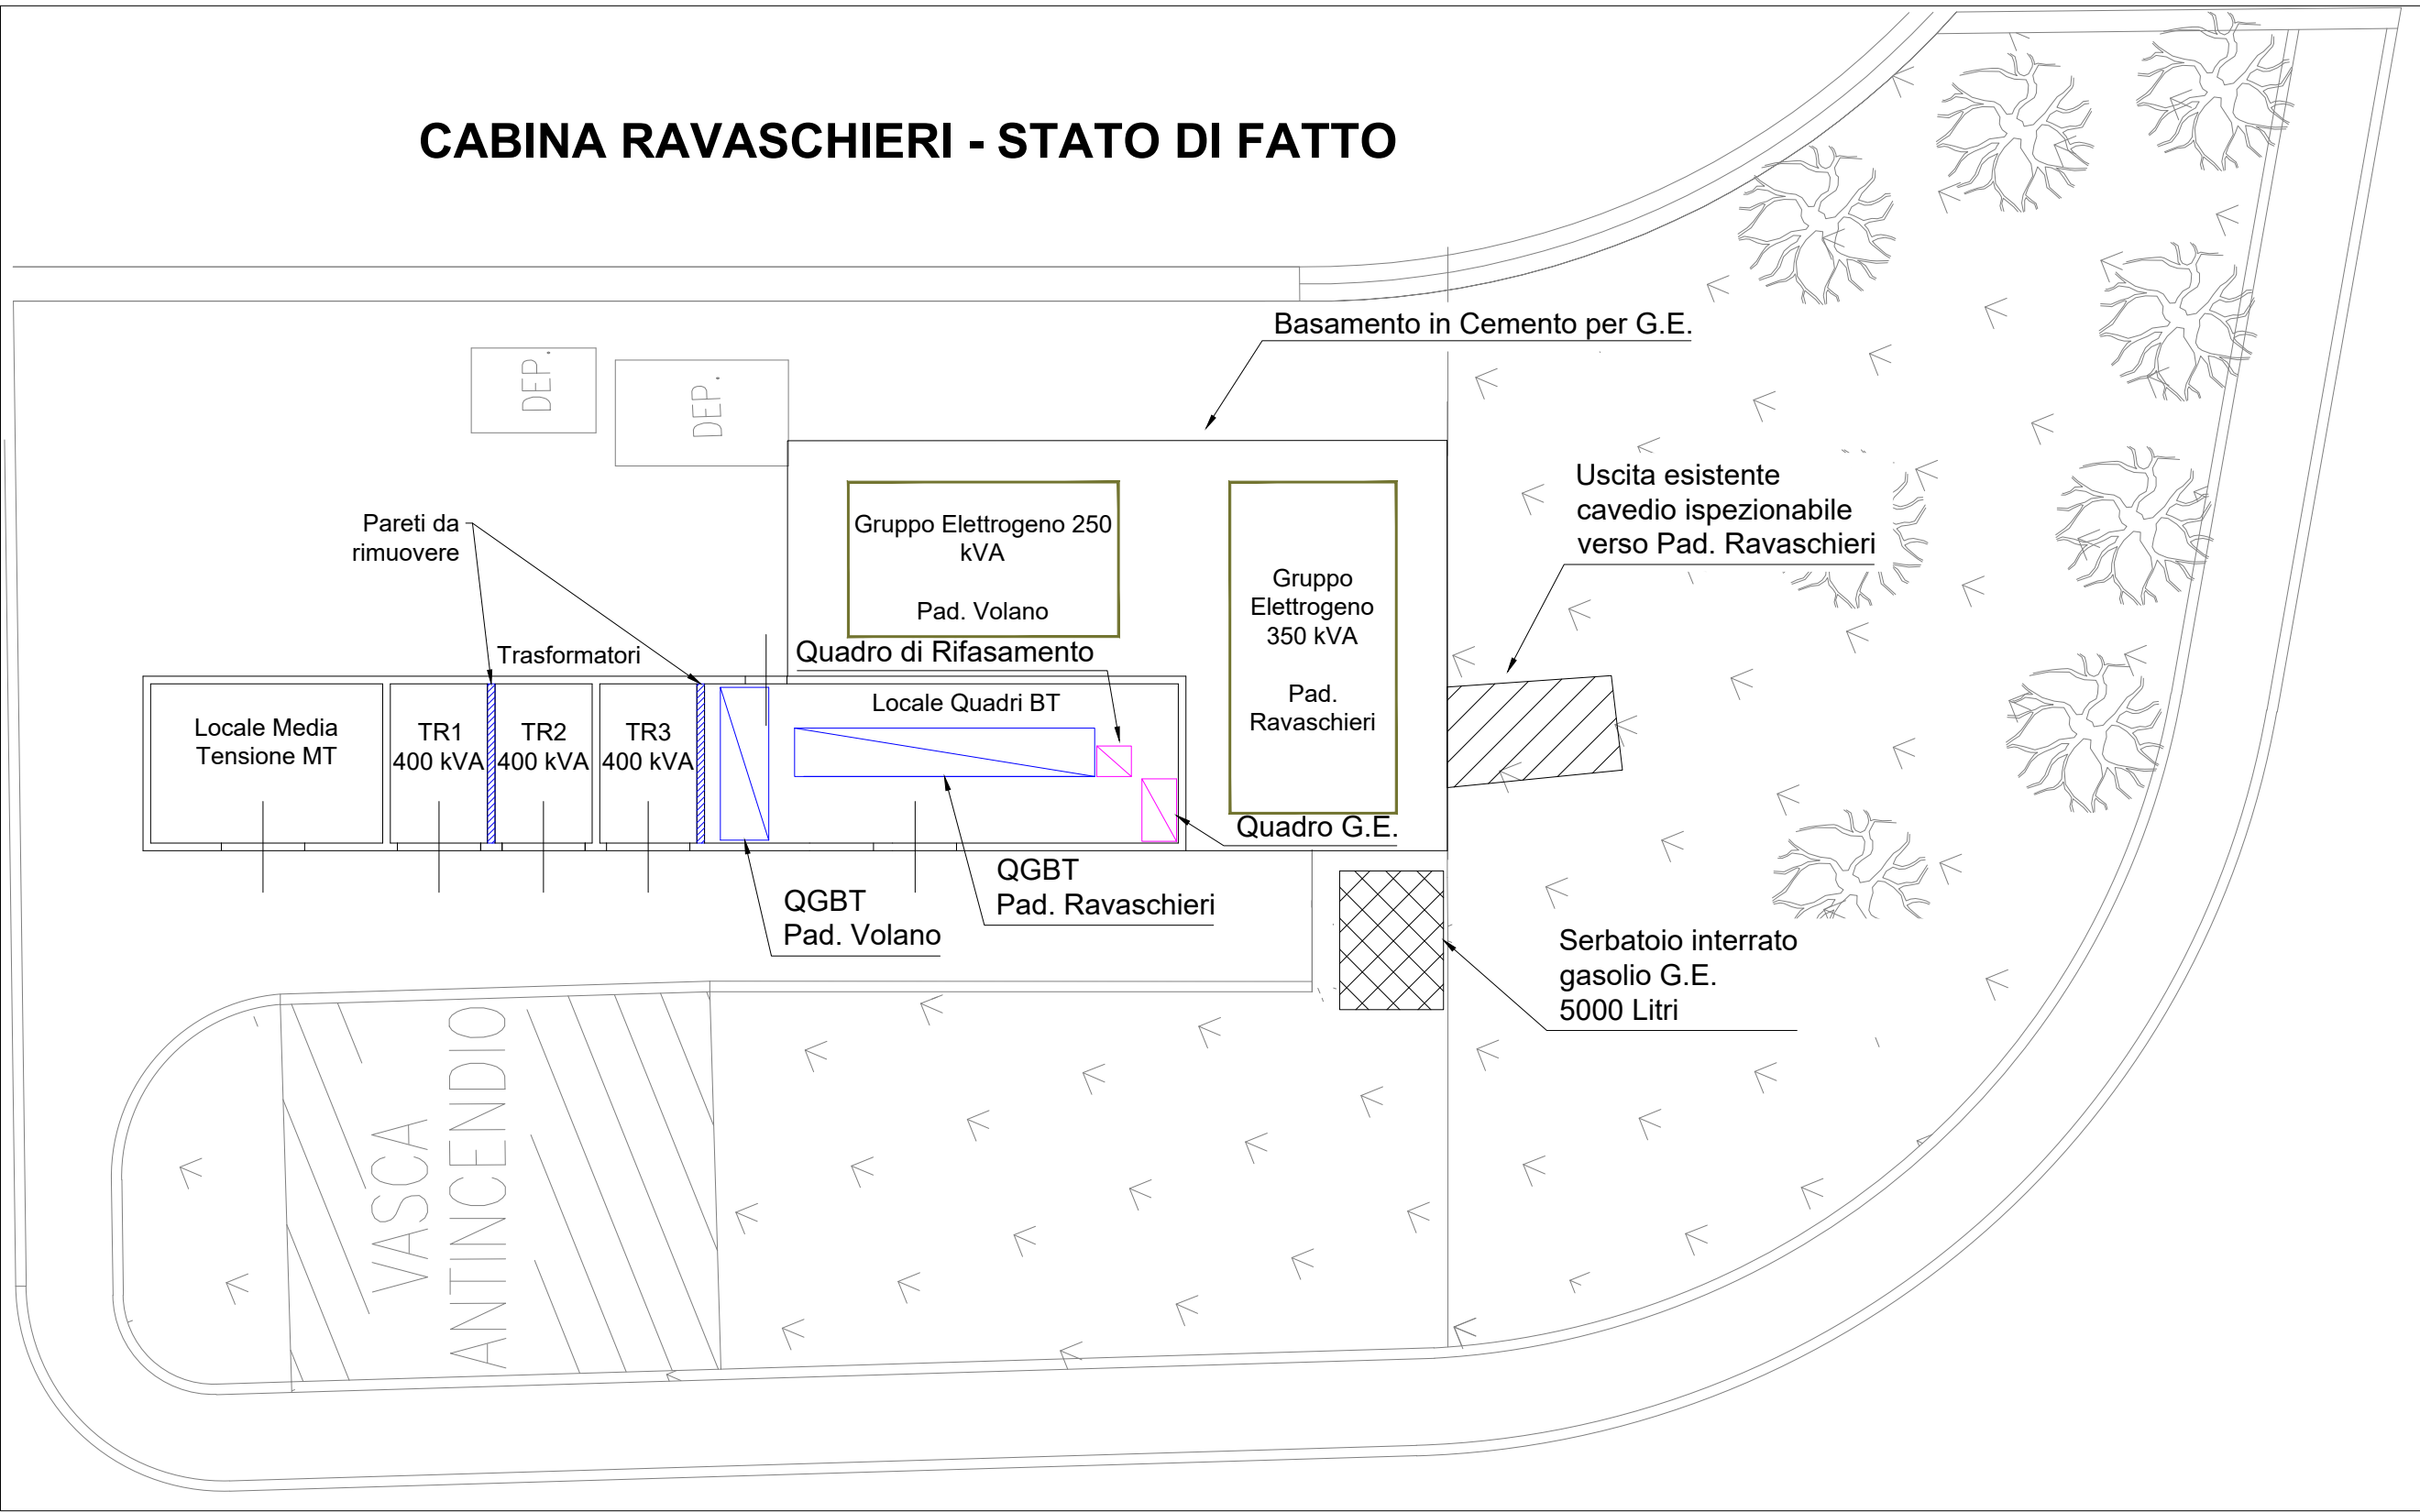 CABINA RAVASCHIERI - STATO DI FATTO
Basamento in Cemento per G.E.
DEP.
DEP.
Uscita esistente
cavedio ispezionabile
verso Pad. Ravaschieri
Pareti da
rimuovere
Gruppo Elettrogeno 250
kVA
Pad. Volano
Gruppo
Elettrogeno
350 kVA
Pad.
Ravaschieri
Trasformatori
Quadro di Rifasamento
Locale Quadri BT
Locale Media
Tensione MT
TR1
400 kVA
TR2
400 kVA
TR3
400 kVA
Quadro G.E.
QGBT
Pad. Ravaschieri
QGBT
Pad. Volano
Serbatoio interrato
gasolio G.E.
5000 Litri
VASCA
ANTINCENDIO